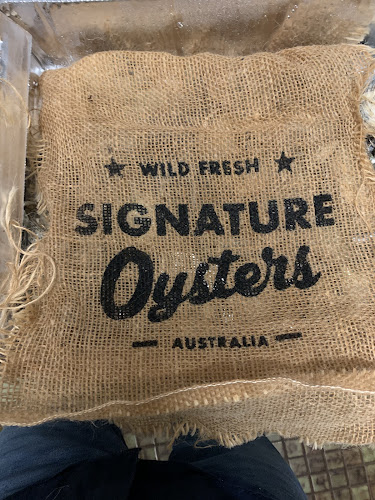 ★ WILD FRESH ★
SIGNATURE
Oysters
— AUSTRALIA —